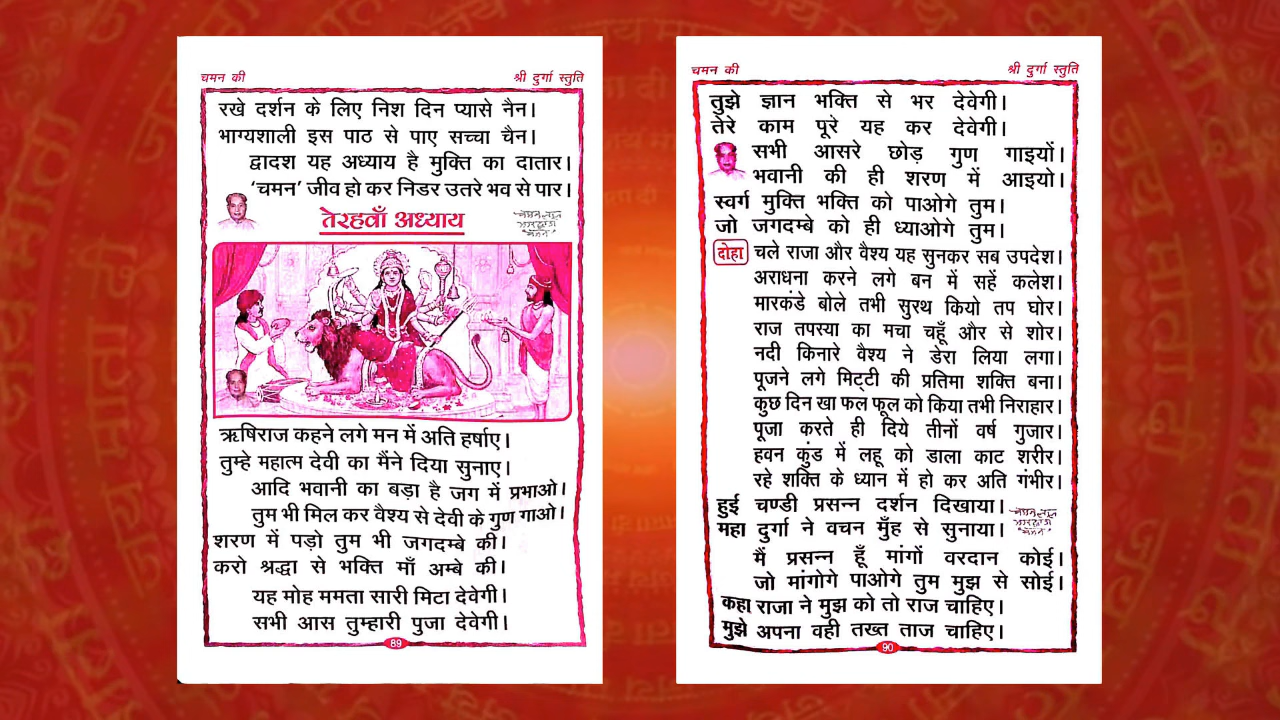 चमन की श्री दुर्गा स्तुति
रखे दर्शन के लिए निश दिन प्यासे नैन।
भाग्यशाली इस पाठ से पाए सच्चा चैन।
द्वादश यह अध्याय है मुक्ति का दातार।
'चमन' जीव हो कर निडर उतरे भव से पार।
तेरहवाँ अध्याय
ऋषिराज कहने लगे मन में अति हर्षाए।
तुम्हे महात्म देवी का मैंने दिया सुनाए।
आदि भवानी का बड़ा है जग में प्रभाओ।
तुम भी मिल कर वैश्य से देवी के गुण गाओ।
शरण में पड़ो तुम भी जगदम्बे की।
करो श्रद्धा से भक्ति माँ अम्बे की।
यह मोह ममता सारी मिटा देवेगी।
सभी आस तुम्हारी पुजा देवेगी।
89
चमन की श्री दुर्गा स्तुति
तुझे ज्ञान भक्ति से भर देवेगी।
तेरे काम पूरे यह कर देवेगी।
सभी आसरे छोड़ गुण गाइयों।
भवानी की ही शरण में आइयो।
स्वर्ग मुक्ति भक्ति को पाओगे तुम।
जो जगदम्बे को ही ध्याओगे तुम।
दोहा चले राजा और वैश्य यह सुनकर सब उपदेश।
अराधना करने लगे बन में सहें कलेश।
मारकंडे बोले तभी सुरथ कियो तप घोर।
राज तपस्या का मचा चहूँ और से शोर।
नदी किनारे वैश्य ने डेरा लिया लगा।
पूजने लगे मिट्टी की प्रतिमा शक्ति बना।
कुछ दिन खा फल फूल को किया तभी निराहार।
पूजा करते ही दिये तीनों वर्ष गुजार।
हवन कुंड में लहू को डाला काट शरीर।
रहे शक्ति के ध्यान में हो कर अति गंभीर।
हुई चण्डी प्रसन्न दर्शन दिखाया।
महा दुर्गा ने वचन मुँह से सुनाया।
मैं प्रसन्न हूँ मांगों वरदान कोई।
जो मांगोगे पाओगे तुम मुझ से सोई।
कहा राजा ने मुझ को तो राज चाहिए।
मुझे अपना वही तख्त ताज चाहिए।
90